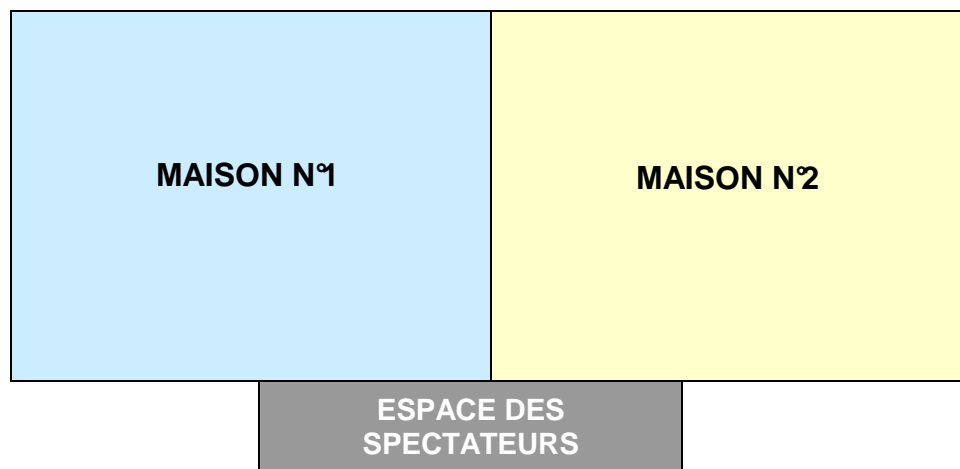 MAISON N°1
MAISON N°2
ESPACE DES
SPECTATEURS